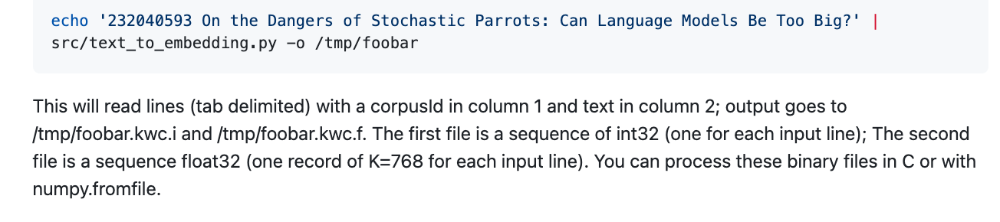 echo '232040593 On the Dangers of Stochastic Parrots: Can Language Models Be Too Big?' |
src/text_to_embedding.py –o /tmp/foobar
This will read lines (tab delimited) with a corpusId in column 1 and text in column 2; output goes to
/tmp/foobar.kwc.i and /tmp/foobar.kwc.f. The first file is a sequence of int32 (one for each input line); The second
file is a sequence float32 (one record of K=768 for each input line). You can process these binary files in C or with
numpy.fromfile.